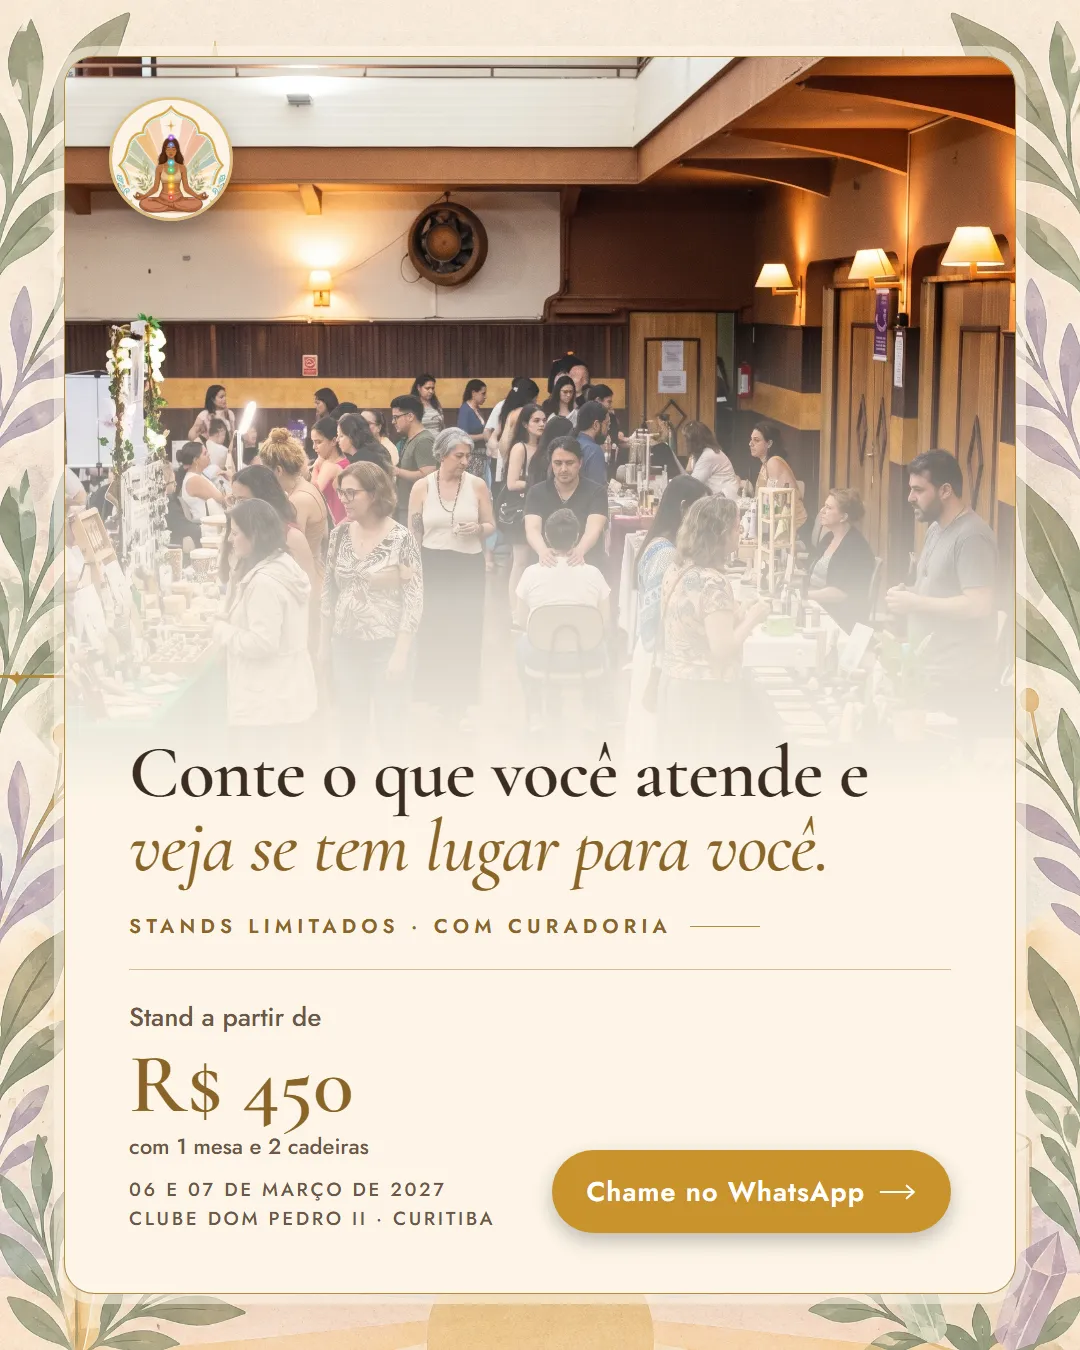 Conte o que você atende e
veja se tem lugar para você.
STANDS LIMITADOS · COM CURADORIA
Stand a partir de
R$ 450
com 1 mesa e 2 cadeiras
06 E 07 DE MARÇO DE 2027
CLUBE DOM PEDRO II · CURITIBA
Chame no WhatsApp →